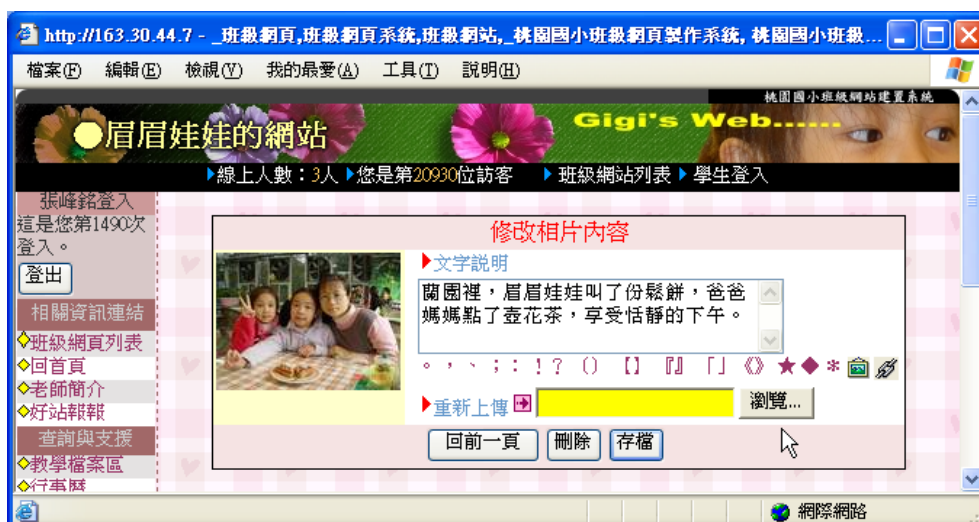 http://163.30.44.7 - _班級網頁,班級網頁系統,班級網站,_桃園國小班級網頁製作系統, 桃園國小班級...
檔案(F) 編輯(E) 檢視(V) 我的最愛(A) 工具(T) 說明(H)
桃園國小班級網站建置系統
眉眉娃娃的網站
Gigi's Web......
線上人數：3人 您是第20930位訪客 班級網站列表 學生登入
張峰銘登入
這是您第1490次
登入。
登出
相關資訊連結
班級網頁列表
回首頁
老師簡介
好站報報
查詢與支援
教學檔案區
行事曆
修改相片內容
文字說明
蘭園裡，眉眉娃娃叫了份鬆餅，爸爸
媽媽點了壺花茶，享受恬靜的下午。
。 ， 、 ； ： ！ ？ () 【】 『』 「」 《》 ★ ◆ *
重新上傳
瀏覽...
回前一頁 刪除 存檔
網際網路